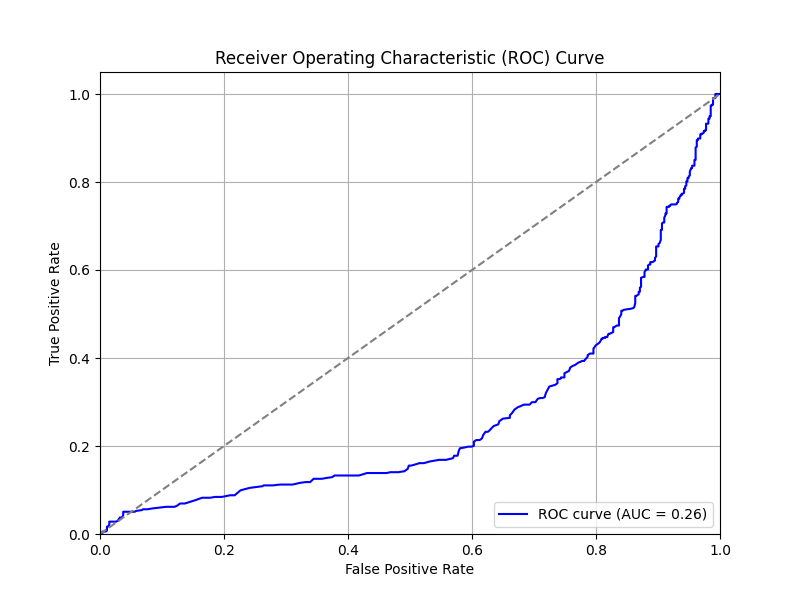 Receiver Operating Characteristic (ROC) Curve
True Positive Rate
1.0
0.8
0.6
0.4
0.2
0.0
ROC curve (AUC = 0.26)
0.0 0.2 0.4 0.6 0.8 1.0
False Positive Rate